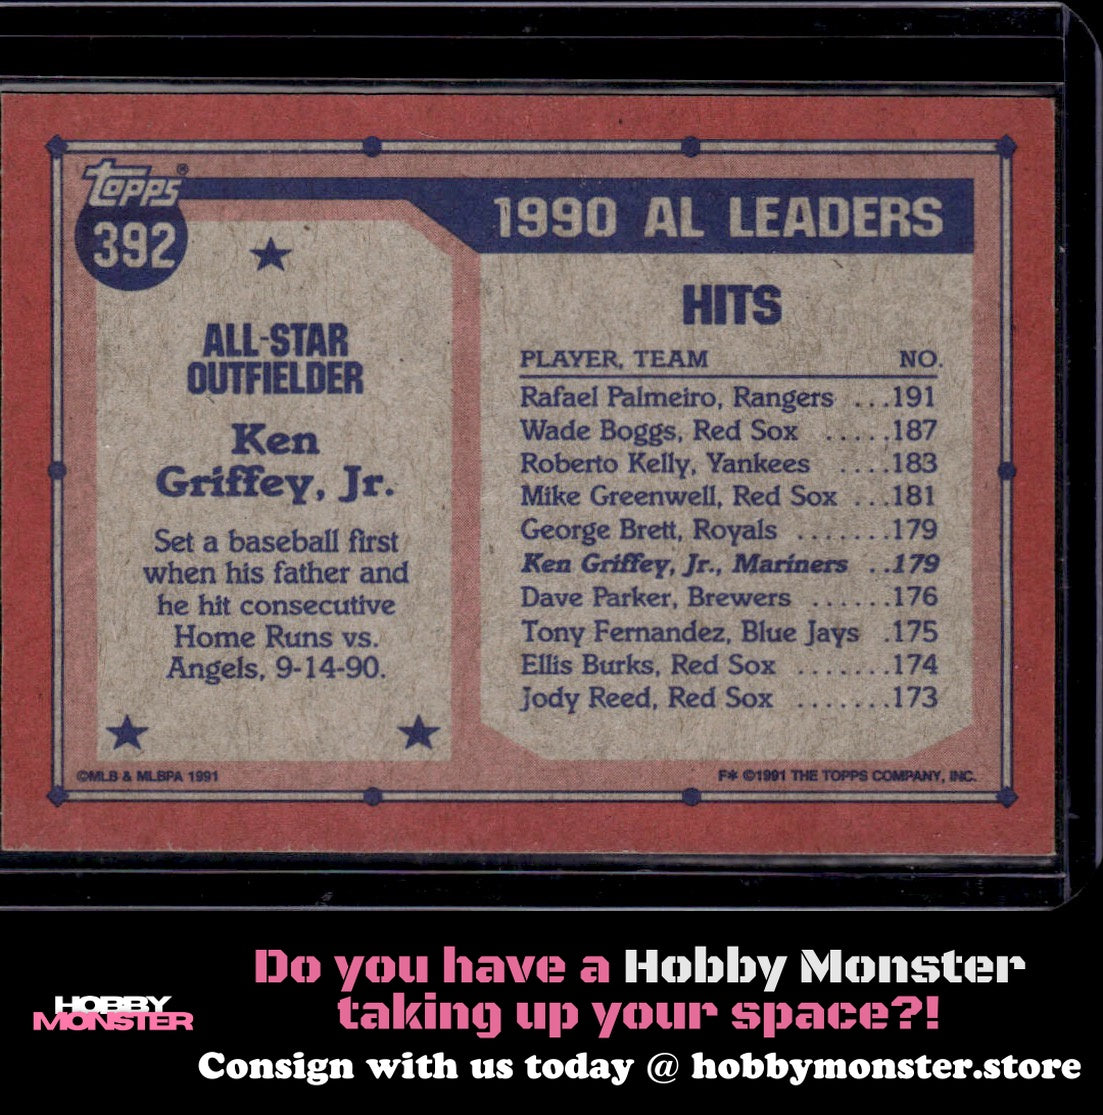 topps®
392
1990 AL LEADERS
ALL-STAR
OUTFIELDER
Ken
Griffey, Jr.
Set a baseball first
when his father and
he hit consecutive
Home Runs vs.
Angels, 9-14-90.
HITS
PLAYER, TEAM NO.
Rafael Palmeiro, Rangers ...191
Wade Boggs, Red Sox .....187
Roberto Kelly, Yankees ....183
Mike Greenwell, Red Sox ...181
George Brett, Royals .......179
Ken Griffey, Jr., Mariners ..179
Dave Parker, Brewers ......176
Tony Fernandez, Blue Jays .175
Ellis Burks, Red Sox .......174
Jody Reed, Red Sox .......173
©MLB & MLBPA 1991
F* ©1991 THE TOPPS COMPANY, INC.
Do you have a Hobby Monster
taking up your space?!
HOBBY
MONSTER
Consign with us today @ hobbymonster.store